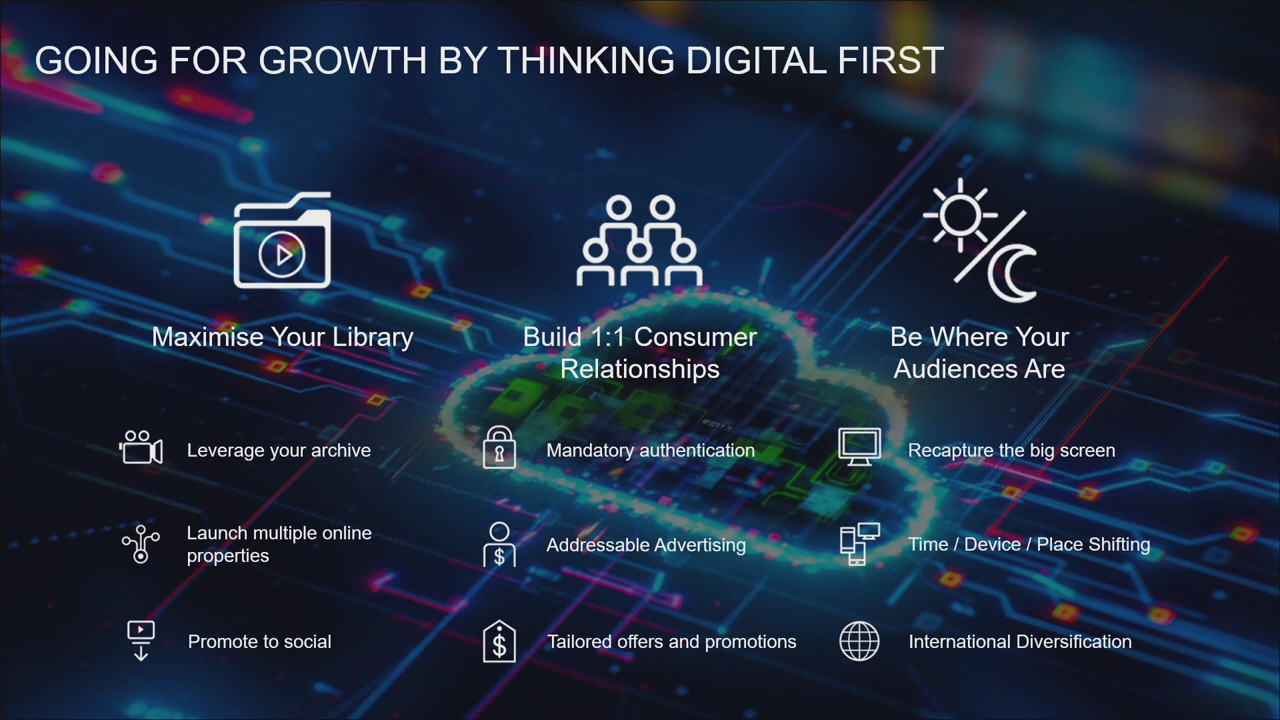 GOING FOR GROWTH BY THINKING DIGITAL FIRST
Maximise Your Library
Leverage your archive
Launch multiple online
properties
Promote to social
Build 1:1 Consumer
Relationships
Mandatory authentication
$
Addressable Advertising
$
Tailored offers and promotions
Be Where Your
Audiences Are
Recapture the big screen
Time / Device / Place Shifting
International Diversification